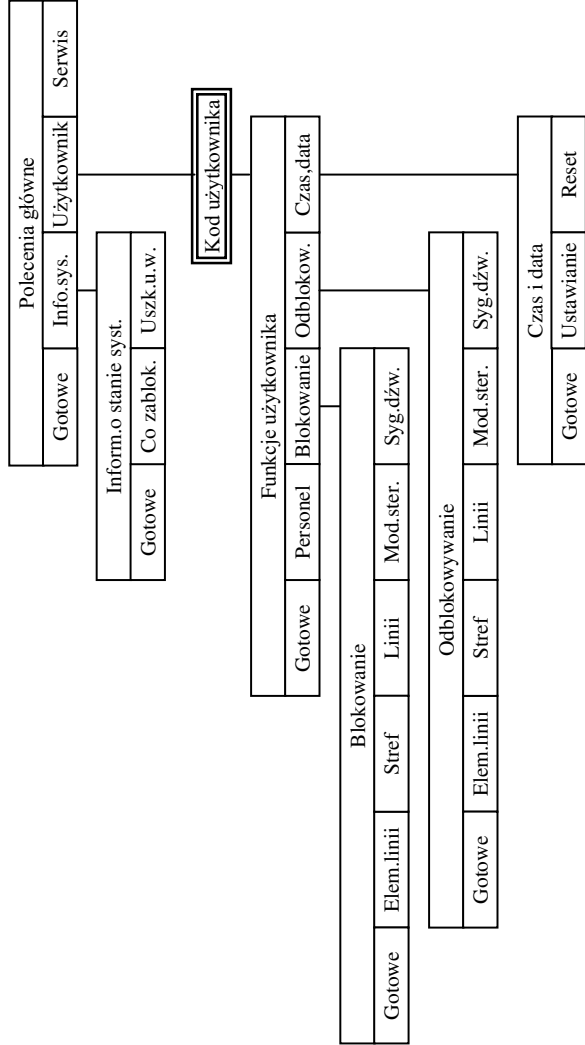 Polecenia główne
Gotowe Info.sys. Użytkownik Serwis
Inform.o stanie syst.
Gotowe Co zablok. Uszk.u.w.
Kod użytkownika
Funkcje użytkownika
Gotowe Personel Blokowanie Odblokow. Czas,data
Blokowanie
Gotowe Elem.linii Stref Linii Mod.ster. Syg.dźw.
Odblokowywanie
Gotowe Elem.linii Stref Linii Mod.ster. Syg.dźw.
Czas i data
Gotowe Ustawianie Reset